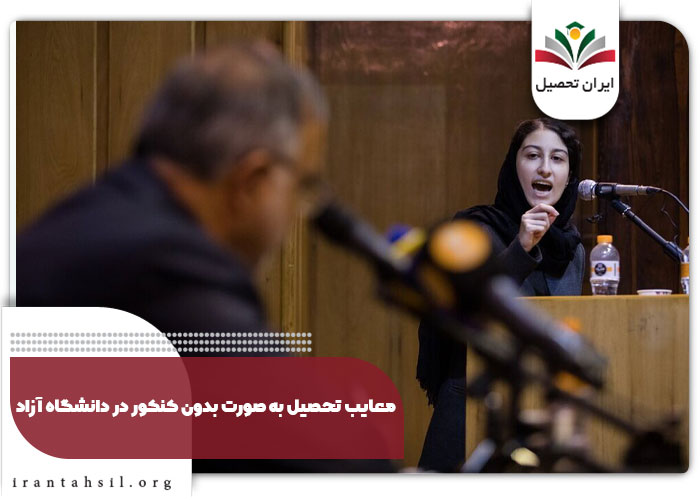 ایران تحصیل
معایب تحصیل به صورت بدون کنکور در دانشگاه آزاد
irantahsil.org